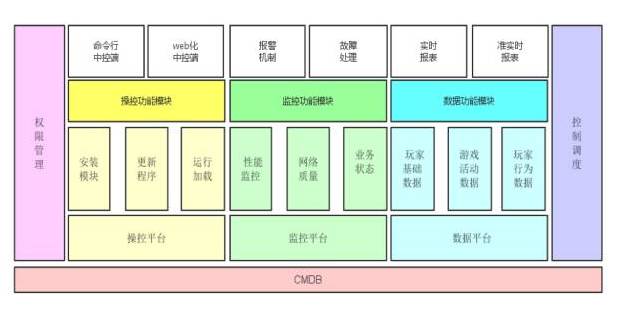 命令行
中控端
web化
中控端
报警
机制
故障
处理
实时
报表
准实时
报表
权
限
管
理
操控功能模块
监控功能模块
数据功能模块
控
制
调
度
安装
模块
更新
程序
运行
加载
性能
监控
网络
质量
业务
状态
玩家
基础
数据
游戏
活动
数据
玩家
行为
数据
操控平台
监控平台
数据平台
CMDB